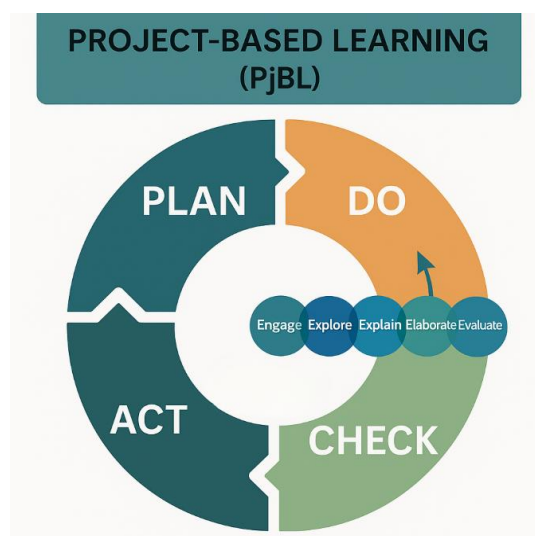 PROJECT-BASED LEARNING
(PjBL)
PLAN
DO
Engage Explore Explain Elaborate Evaluate
ACT
CHECK